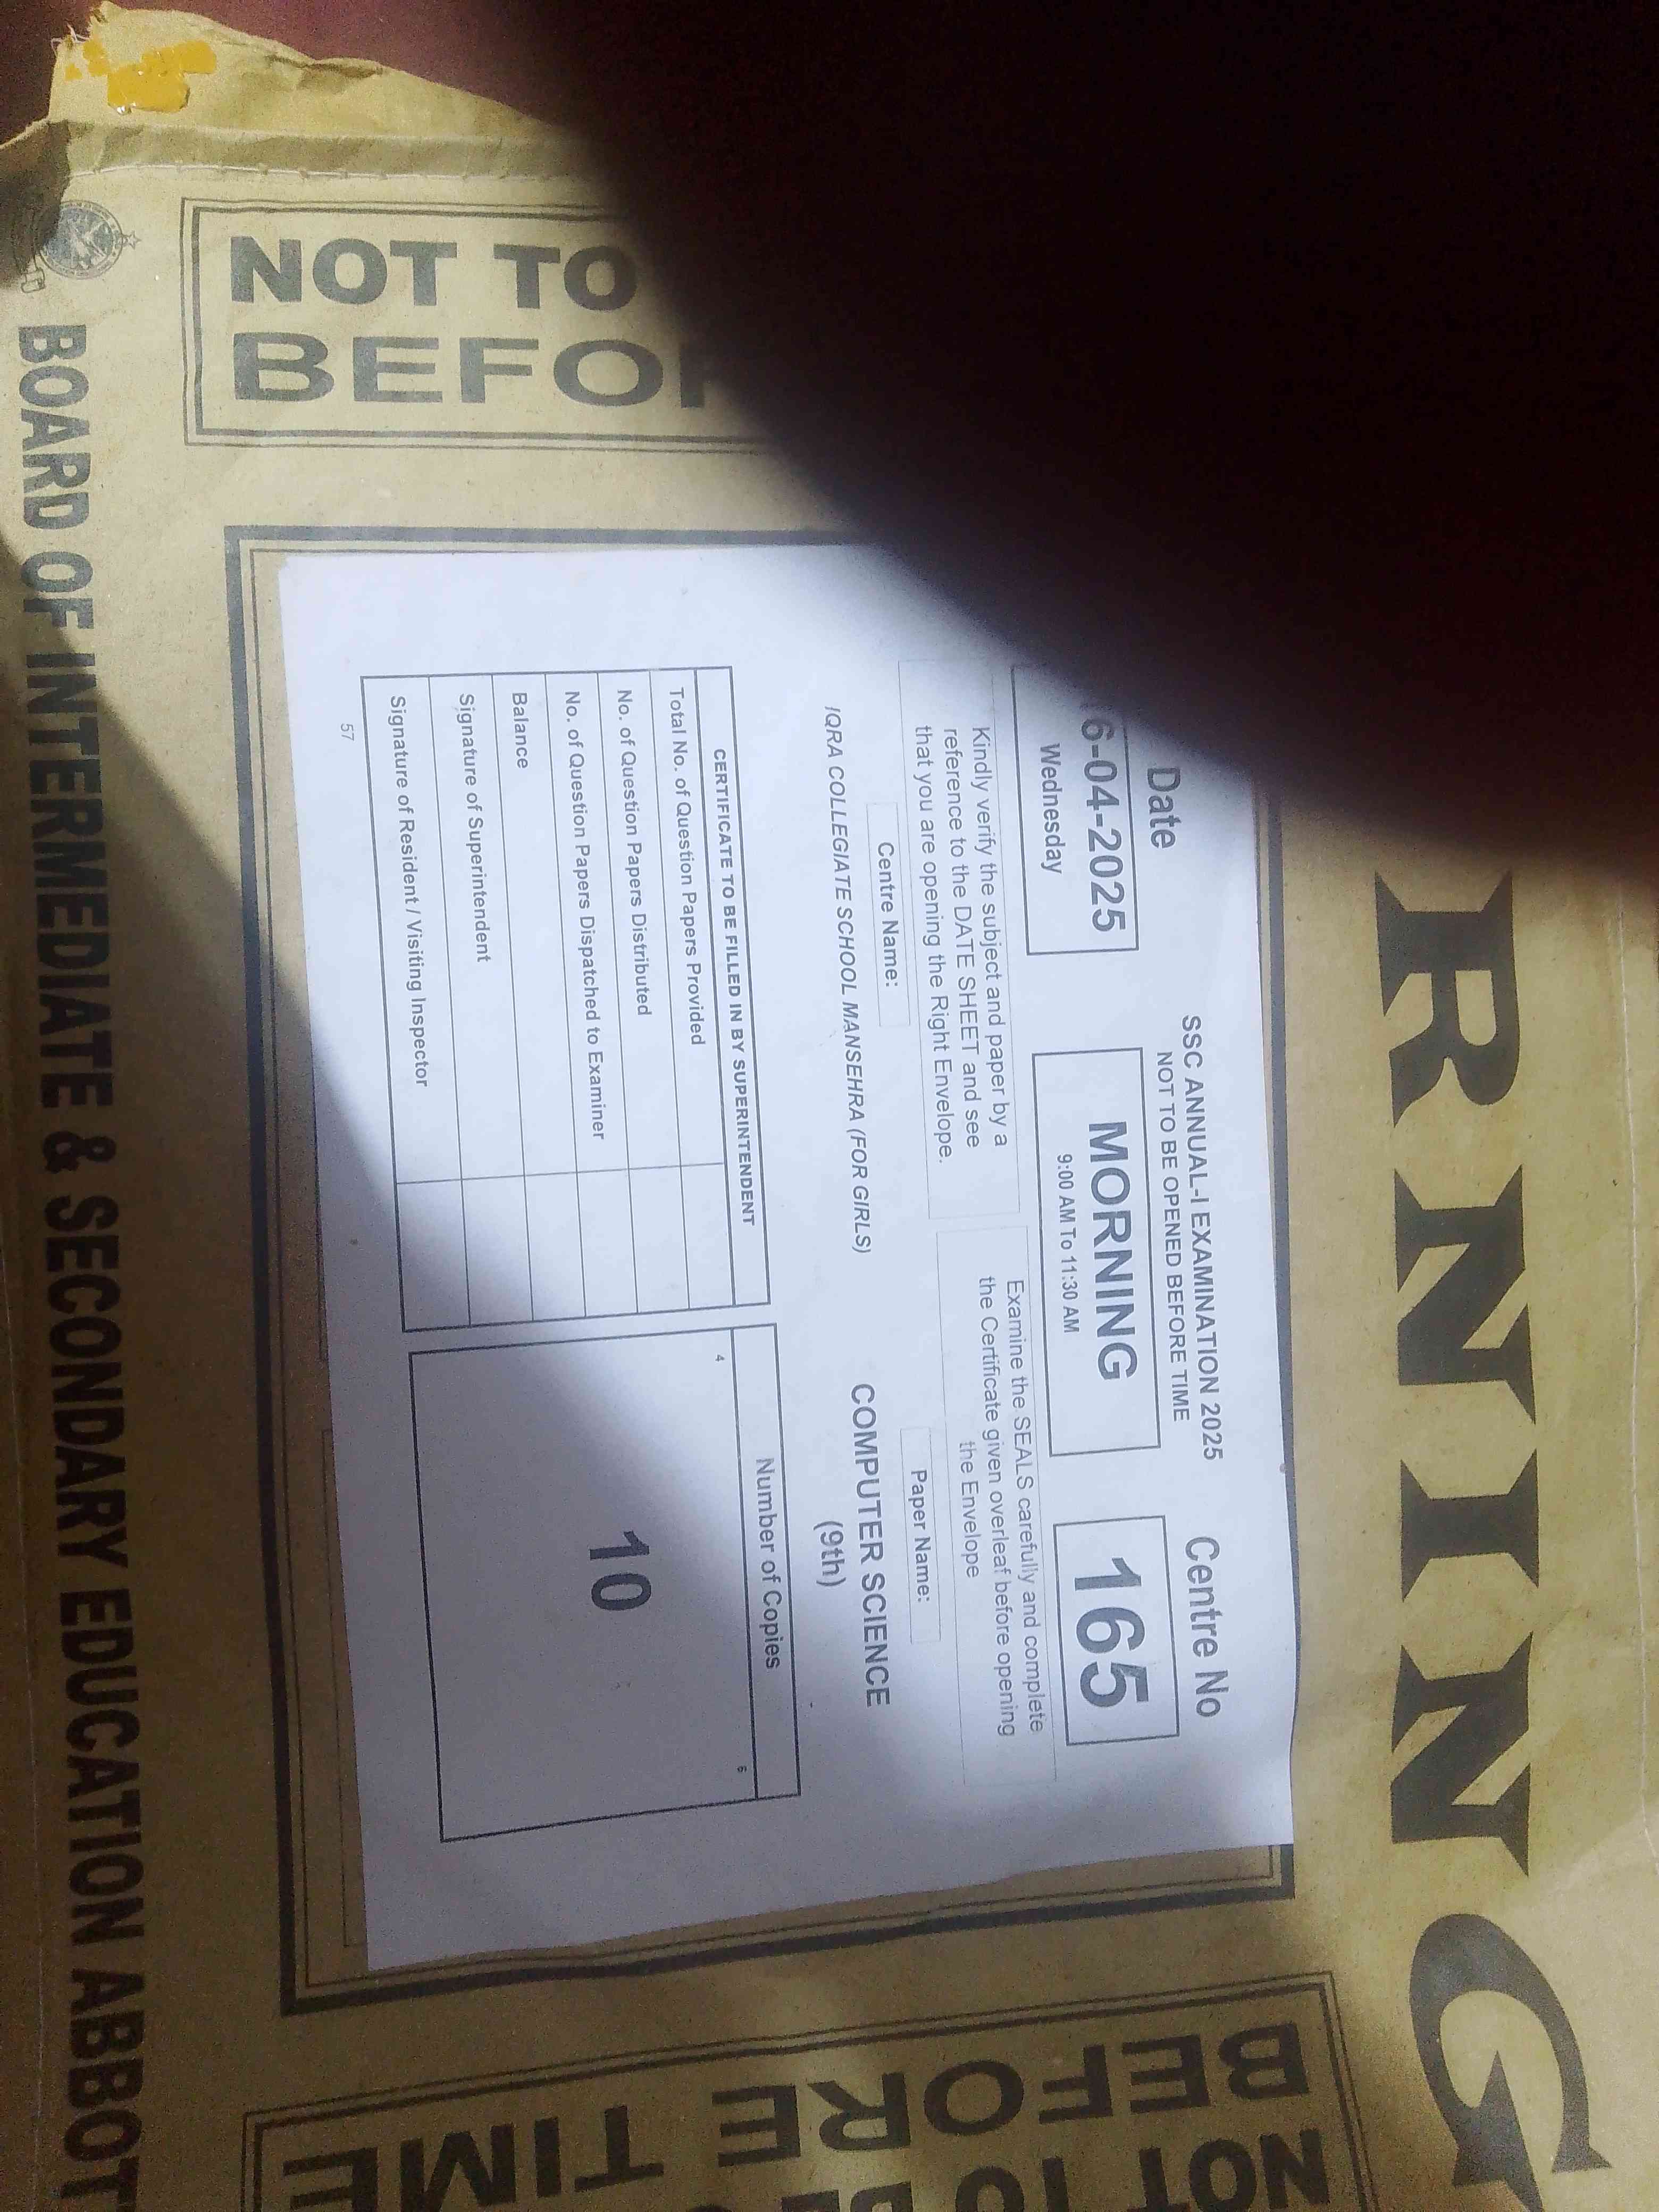 RNING
NOT TO
BEFOR
Date
6-04-2025
Wednesday
SSC ANNUAL-I EXAMINATION 2025
NOT TO BE OPENED BEFORE TIME
MORNING
9:00 AM To 11:30 AM
Centre No
165
Kindly verify the subject and paper by a
reference to the DATE SHEET and see
that you are opening the Right Envelope.
Examine the SEALS carefully and complete
the Certificate given overleaf before opening
the Envelope
Centre Name:
IQRA COLLEGIATE SCHOOL MANSEHRA (FOR GIRLS)
Paper Name:
COMPUTER SCIENCE
(9th)
CERTIFICATE TO BE FILLED IN BY SUPERINTENDENT
Total No. of Question Papers Provided
No. of Question Papers Distributed
No. of Question Papers Dispatched to Examiner
Balance
Signature of Superintendent
Signature of Resident / Visiting Inspector
57
Number of Copies
4
6
10
NOT TO
BEFORE
TIME
BOARD OF INTERMEDIATE & SECONDARY EDUCATION ABBOT